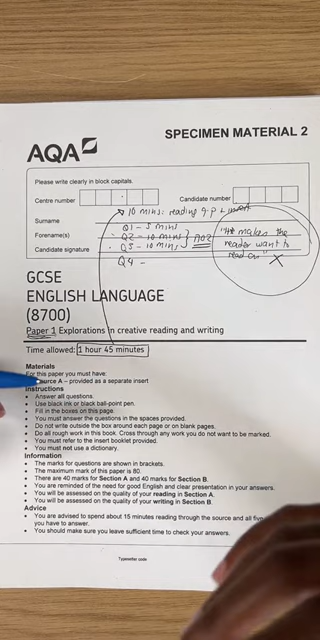 SPECIMEN MATERIAL 2
AQA
Please write clearly in block capitals.
Centre number
Candidate number
10 mins: reading q.p + insert
Surname
Q1 - 5 mins
Forename(s)
Q2 - 10 mins
AO2
"It makes the
Candidate signature
Q3 - 10 mins
reader want to
Q4 -
read on" X
GCSE
ENGLISH LANGUAGE
(8700)
Paper 1 Explorations in creative reading and writing
Time allowed: 1 hour 45 minutes
Materials
For this paper you must have:
Source A – provided as a separate insert
Instructions
• Answer all questions.
• Use black ink or black ball-point pen.
• Fill in the boxes on this page.
• You must answer the questions in the spaces provided.
• Do not write outside the box around each page or on blank pages.
• Do all rough work in this book. Cross through any work you do not want to be marked.
• You must refer to the insert booklet provided.
• You must not use a dictionary.
Information
• The marks for questions are shown in brackets.
• The maximum mark for this paper is 80.
• There are 40 marks for Section A and 40 marks for Section B.
• You are reminded of the need for good English and clear presentation in your answers.
• You will be assessed on the quality of your reading in Section A.
• You will be assessed on the quality of your writing in Section B.
Advice
• You are advised to spend about 15 minutes reading through the source and all five
you have to answer.
• You should make sure you leave sufficient time to check your answers.
Typesetter code